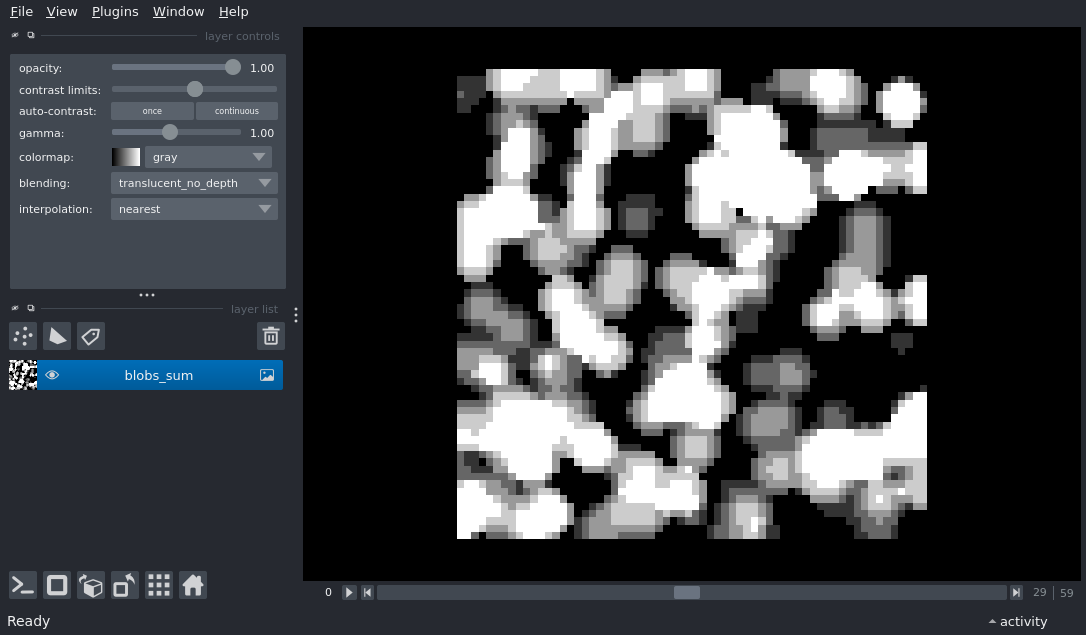 File View Plugins Window Help
layer controls
opacity: 1.00
contrast limits:
auto-contrast: once continuous
gamma: 1.00
colormap: gray
blending: translucent_no_depth
interpolation: nearest
layer list
blobs_sum
0 29 59
Ready activity